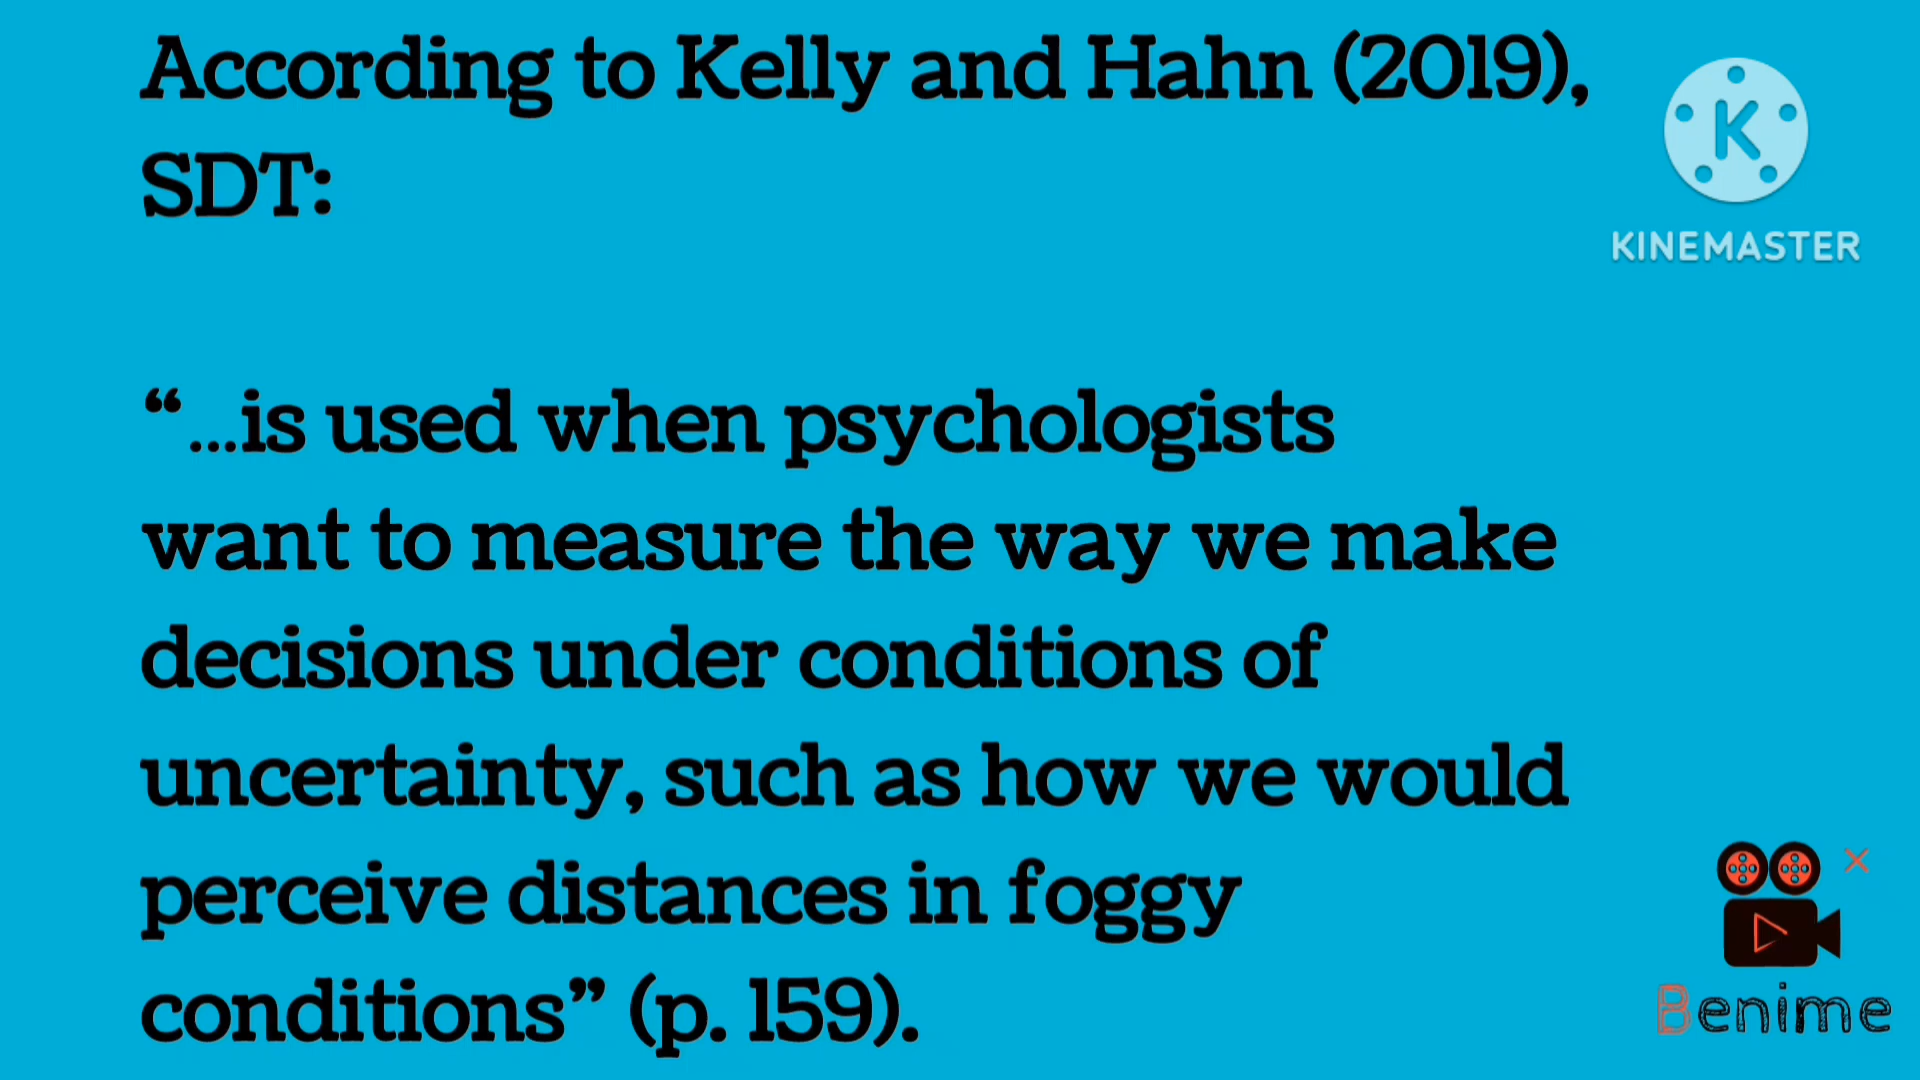 According to Kelly and Hahn (2019),
SDT:
K
KINEMASTER
“...is used when psychologists
want to measure the way we make
decisions under conditions of
uncertainty, such as how we would
perceive distances in foggy
conditions” (p. 159).
Benime